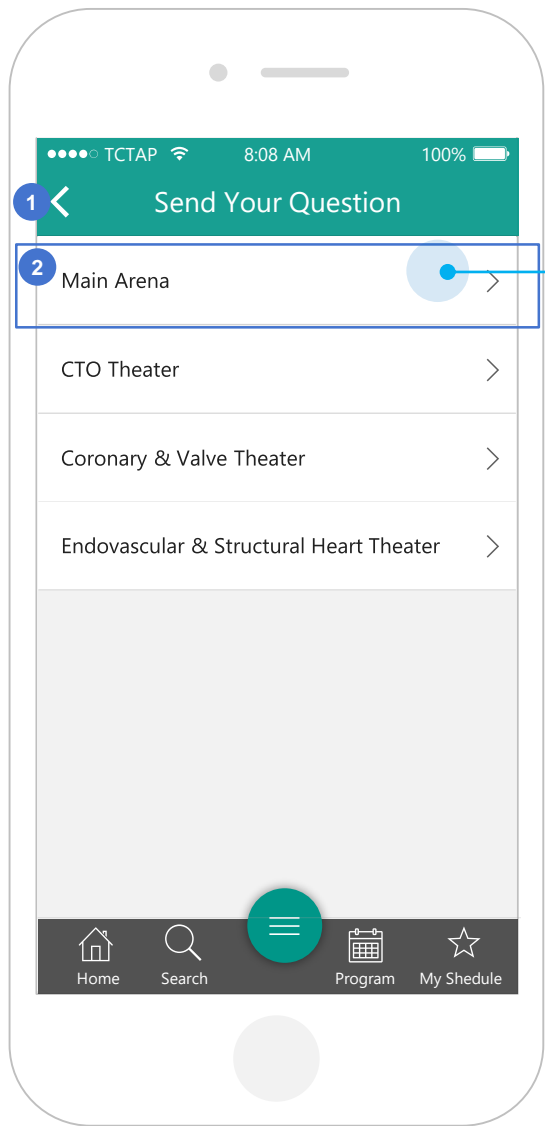 TCTAP 8:08 AM 100%
1 Send Your Question
2 Main Arena
CTO Theater
Coronary & Valve Theater
Endovascular & Structural Heart Theater
Home Search Program My Shedule